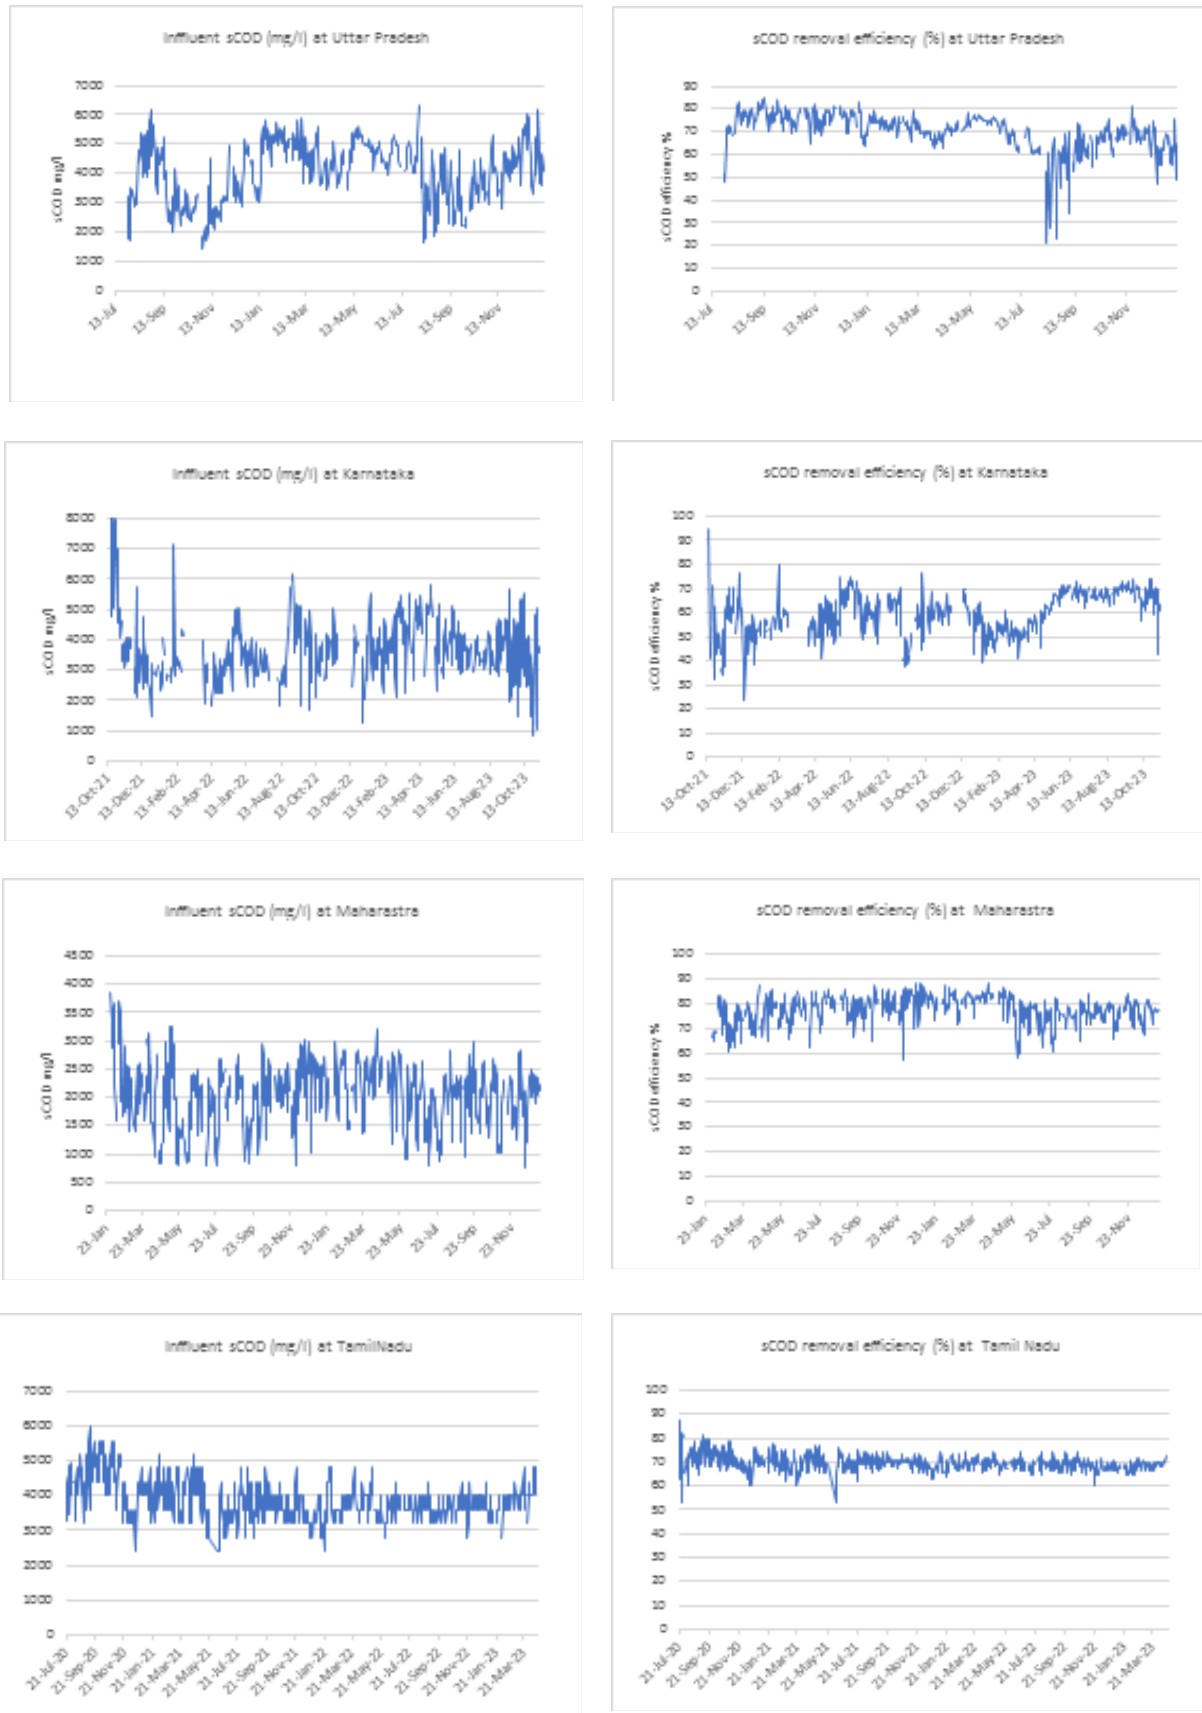 Inffluent sCOD (mg/l) at Uttar Pradesh
sCOD mg/l
7000
6000
5000
4000
3000
2000
1000
0
13-Jul
13-Sep
13-Nov
13-Jan
13-Mar
13-May
13-Jul
13-Sep
13-Nov
sCOD removal efficiency (%) at Uttar Pradesh
sCOD efficiency %
90
80
70
60
50
40
30
20
10
0
13-Jul
13-Sep
13-Nov
13-Jan
13-Mar
13-May
13-Jul
13-Sep
13-Nov
Inffluent sCOD (mg/l) at Karnataka
sCOD mg/l
8000
7000
6000
5000
4000
3000
2000
1000
0
13-Oct-21
13-Dec-21
13-Feb-22
13-Apr-22
13-Jun-22
13-Aug-22
13-Oct-22
13-Dec-22
13-Feb-23
13-Apr-23
13-Jun-23
13-Aug-23
13-Oct-23
sCOD removal efficiency (%) at Karnataka
sCOD efficiency %
100
90
80
70
60
50
40
30
20
10
0
13-Oct-21
13-Dec-21
13-Feb-22
13-Apr-22
13-Jun-22
13-Aug-22
13-Oct-22
13-Dec-22
13-Feb-23
13-Apr-23
13-Jun-23
13-Aug-23
13-Oct-23
Inffluent sCOD (mg/l) at Maharastra
sCOD mg/l
4500
4000
3500
3000
2500
2000
1500
1000
500
0
23-Jan
23-Mar
23-May
23-Jul
23-Sep
23-Nov
23-Jan
23-Mar
23-May
23-Jul
23-Sep
23-Nov
sCOD removal efficiency (%) at Maharastra
sCOD efficiency %
100
90
80
70
60
50
40
30
20
10
0
23-Jan
23-Mar
23-May
23-Jul
23-Sep
23-Nov
23-Jan
23-Mar
23-May
23-Jul
23-Sep
23-Nov
Inffluent sCOD (mg/l) at TamilNadu
7000
6000
5000
4000
3000
2000
1000
0
21-Jul-20
21-Sep-20
21-Nov-20
21-Jan-21
21-Mar-21
21-May-21
21-Jul-21
21-Sep-21
21-Nov-21
21-Jan-22
21-Mar-22
21-May-22
21-Jul-22
21-Sep-22
21-Nov-22
21-Jan-23
21-Mar-23
sCOD removal efficiency (%) at Tamil Nadu
100
90
80
70
60
50
40
30
20
10
0
21-Jul-20
21-Sep-20
21-Nov-20
21-Jan-21
21-Mar-21
21-May-21
21-Jul-21
21-Sep-21
21-Nov-21
21-Jan-22
21-Mar-22
21-May-22
21-Jul-22
21-Sep-22
21-Nov-22
21-Jan-23
21-Mar-23